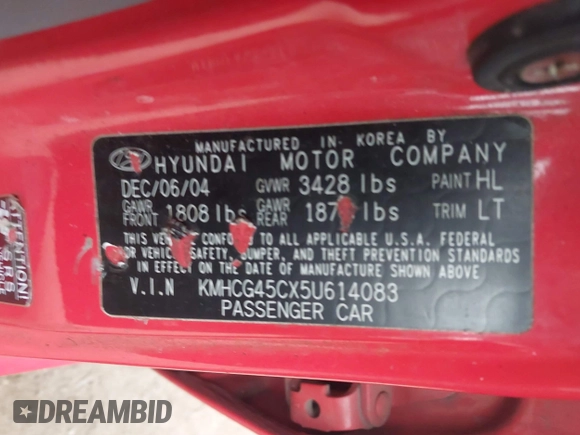 MANUFACTURED IN KOREA BY
HYUNDAI MOTOR COMPANY
DEC/06/04 GVWR 3428 lbs PAINT HL
GAWR FRONT 1808 lbs GAWR REAR lbs TRIM LT
THIS CONFORMS TO ALL APPLICABLE U.S.A. FEDERAL
VEHICLE SAFETY, BUMPER, AND THEFT PREVENTION STANDARDS
IN EFFECT ON THE DATE OF MANUFACTURE SHOWN ABOVE.
V.I.N KMHCG45CX5U614083
PASSENGER CAR
ATTENTION!
SRS
DREAMBID